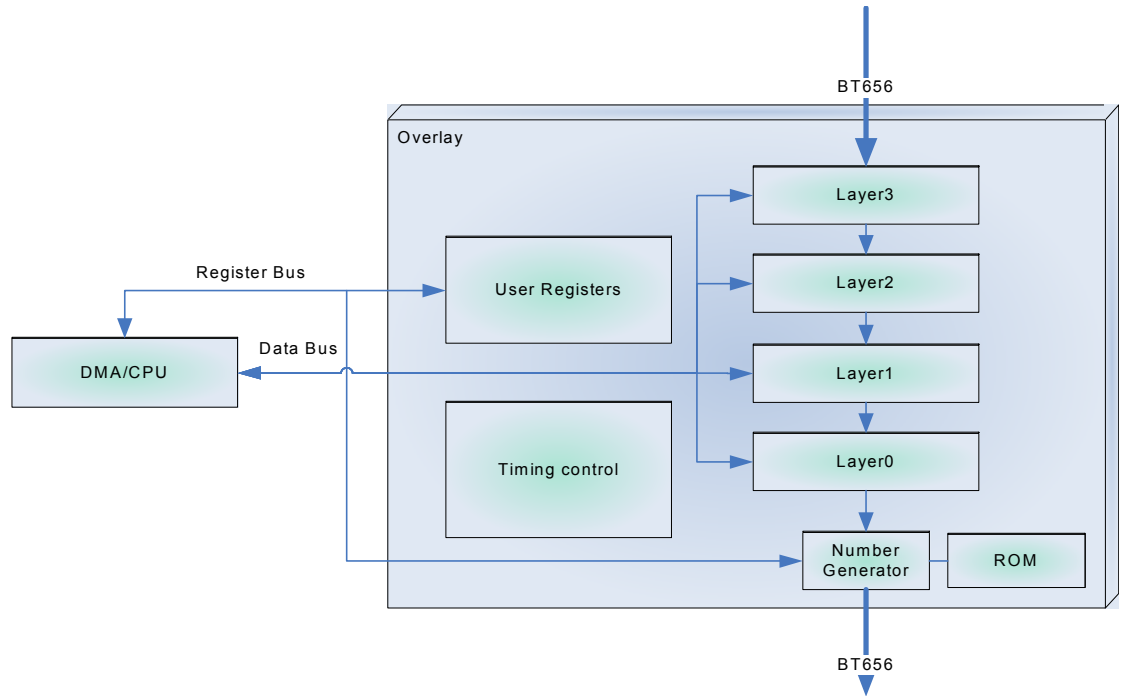 BT656
Overlay
Layer3
Register Bus
User Registers
Layer2
Data Bus
DMA/CPU
Layer1
Timing control
Layer0
Number
Generator
ROM
BT656